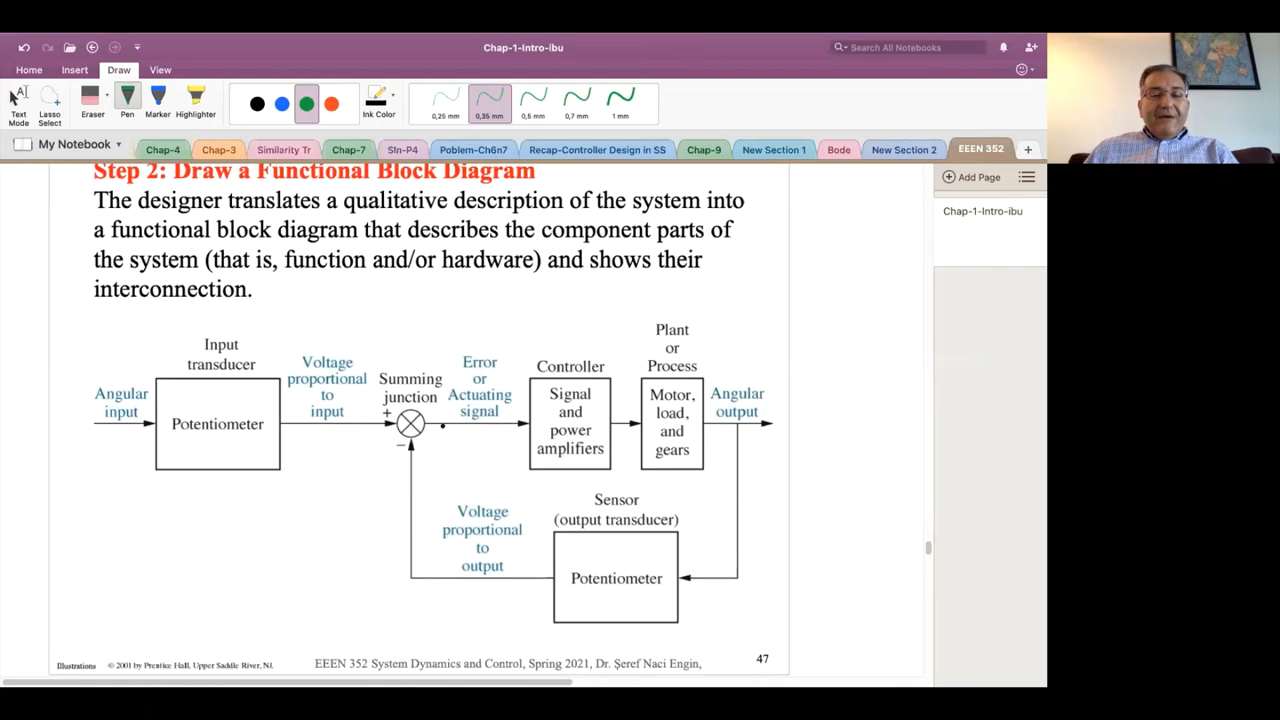 Chap-1-Intro-ibu
Search All Notebooks
Home Insert Draw View
Text Mode
Lasso Select
Eraser
Pen
Marker
Highlighter
Ink Color
0,25 mm
0,35 mm
0,5 mm
0,7 mm
1 mm
My Notebook
Chap-4
Chap-3
Similarity Tr
Chap-7
SIn-P4
Poblem-Ch6n7
Recap-Controller Design in SS
Chap-9
New Section 1
Bode
New Section 2
EEEN 352
Add Page
Chap-1-Intro-ibu
Step 2: Draw a Functional Block Diagram
The designer translates a qualitative description of the system into
a functional block diagram that describes the component parts of
the system (that is, function and/or hardware) and shows their
interconnection.
Angular
input
Input
transducer
Potentiometer
Voltage
proportional
to
input
Summing
junction
+
−
Error
or
Actuating
signal
Controller
Signal
and
power
amplifiers
Plant
or
Process
Motor,
load,
and
gears
Angular
output
Sensor
(output transducer)
Potentiometer
Voltage
proportional
to
output
Illustrations © 2001 by Prentice Hall, Upper Saddle River, NJ.
EEEN 352 System Dynamics and Control, Spring 2021, Dr. Şeref Naci Engin,
47